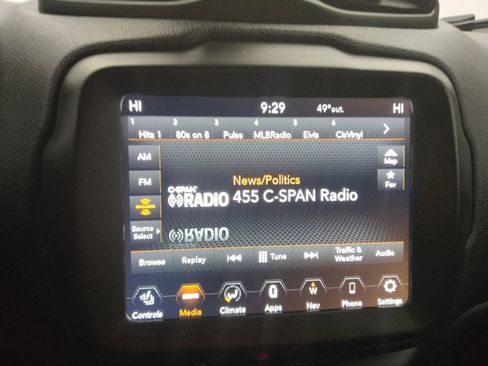 HI 9:29 49°out. HI
1 2 3 4 5 6
Hits 1 80s on 8 Pulse MLBRadio Elvis ClsVinyl
AM
Map
FM
Fav
SiriusXM
News/Politics
C-SPAN
RADIO
455 C-SPAN Radio
Source
Select
RADIO
Browse Replay Tune Traffic & Weather Audio
Controls Media Climate Apps Nav Phone Settings